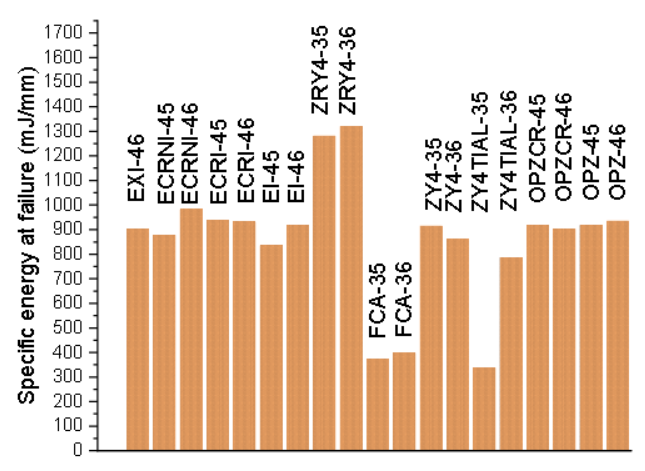 Specific energy at failure (mJ/mm)
1700
1600
1500
1400
1300
1200
1100
1000
900
800
700
600
500
400
300
200
100
0
EXI-46
ECRNI-45
ECRNI-46
ECRI-45
ECRI-46
EI-45
EI-46
ZRY4-35
ZRY4-36
FCA-35
FCA-36
ZY4-35
ZY4-36
ZY4TIAL-35
ZY4TIAL-36
OPZCR-45
OPZCR-46
OPZ-45
OPZ-46